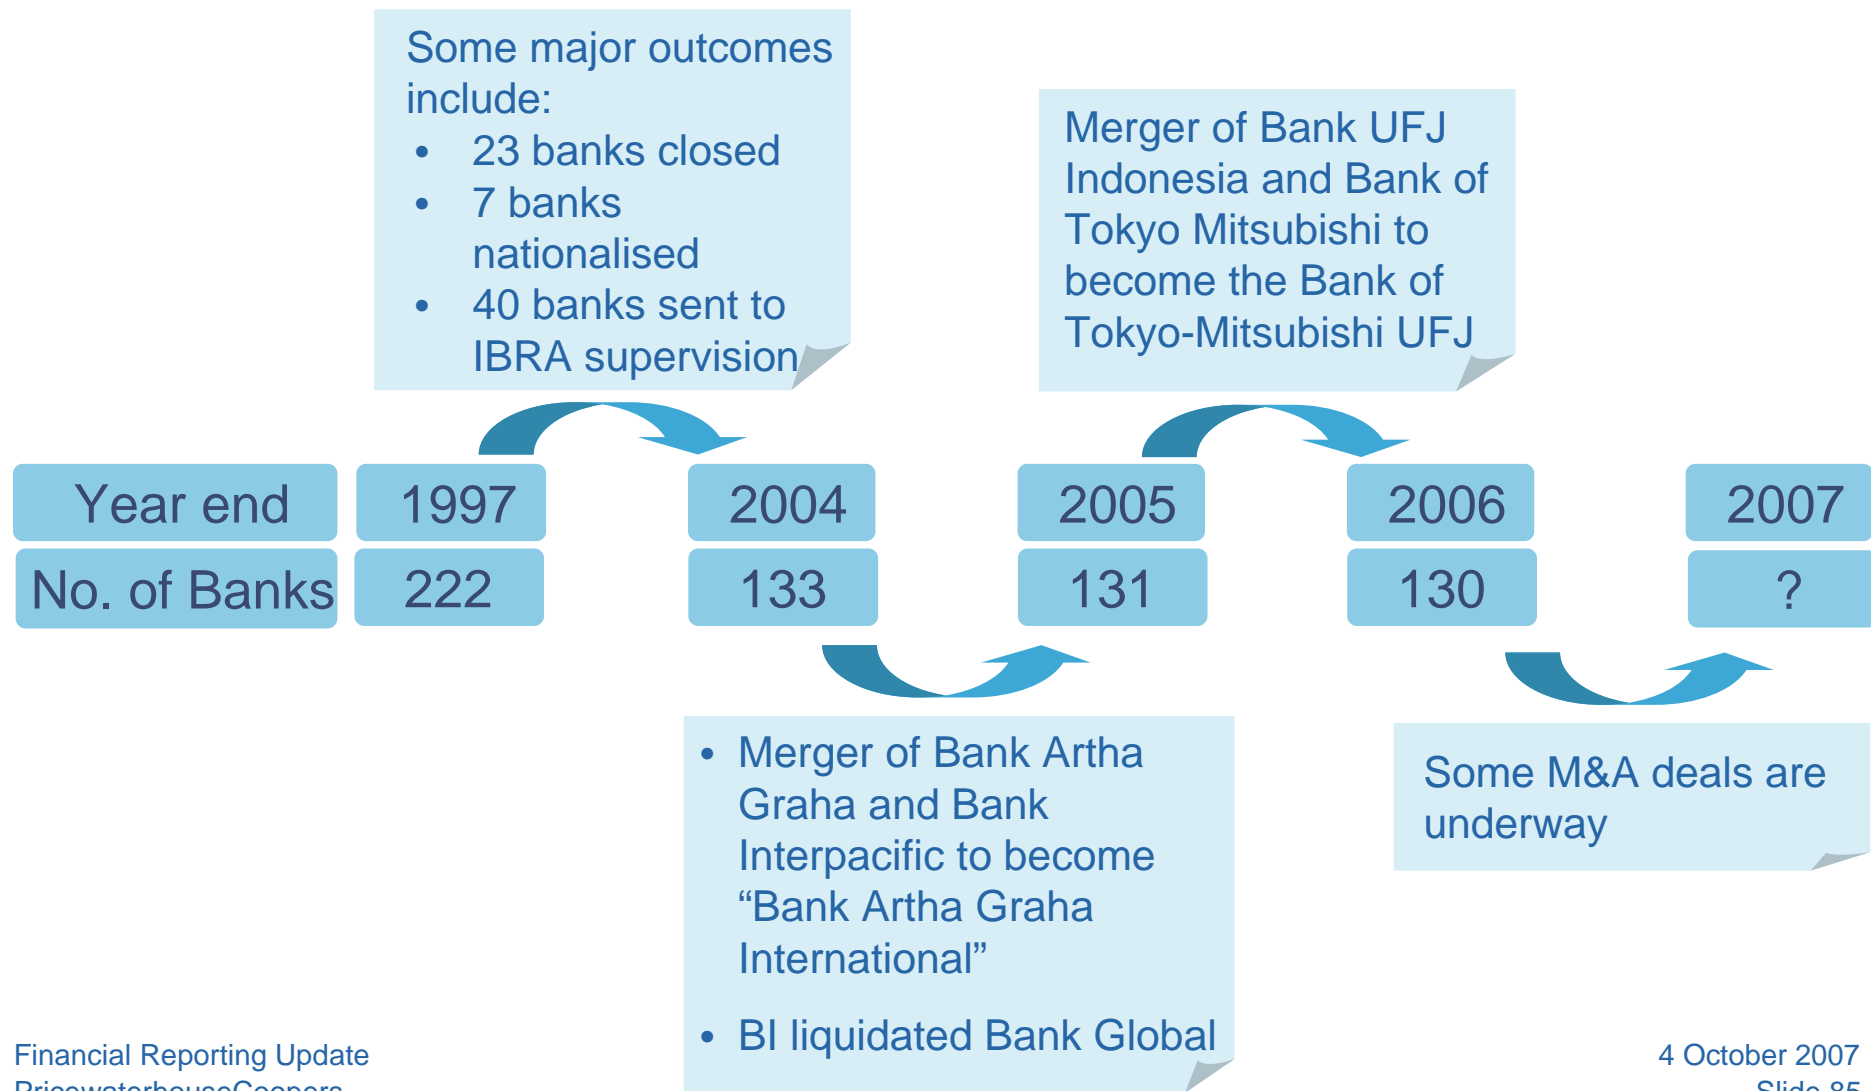 Some major outcomes
include:
• 23 banks closed
• 7 banks
nationalised
• 40 banks sent to
IBRA supervision
Merger of Bank UFJ
Indonesia and Bank of
Tokyo Mitsubishi to
become the Bank of
Tokyo-Mitsubishi UFJ
Year end 1997 2004 2005 2006 2007
No. of Banks 222 133 131 130 ?
• Merger of Bank Artha
Graha and Bank
Interpacific to become
“Bank Artha Graha
International”
• BI liquidated Bank Global
Some M&A deals are
underway
Financial Reporting Update
PricewaterhouseCoopers
4 October 2007
Slide 85